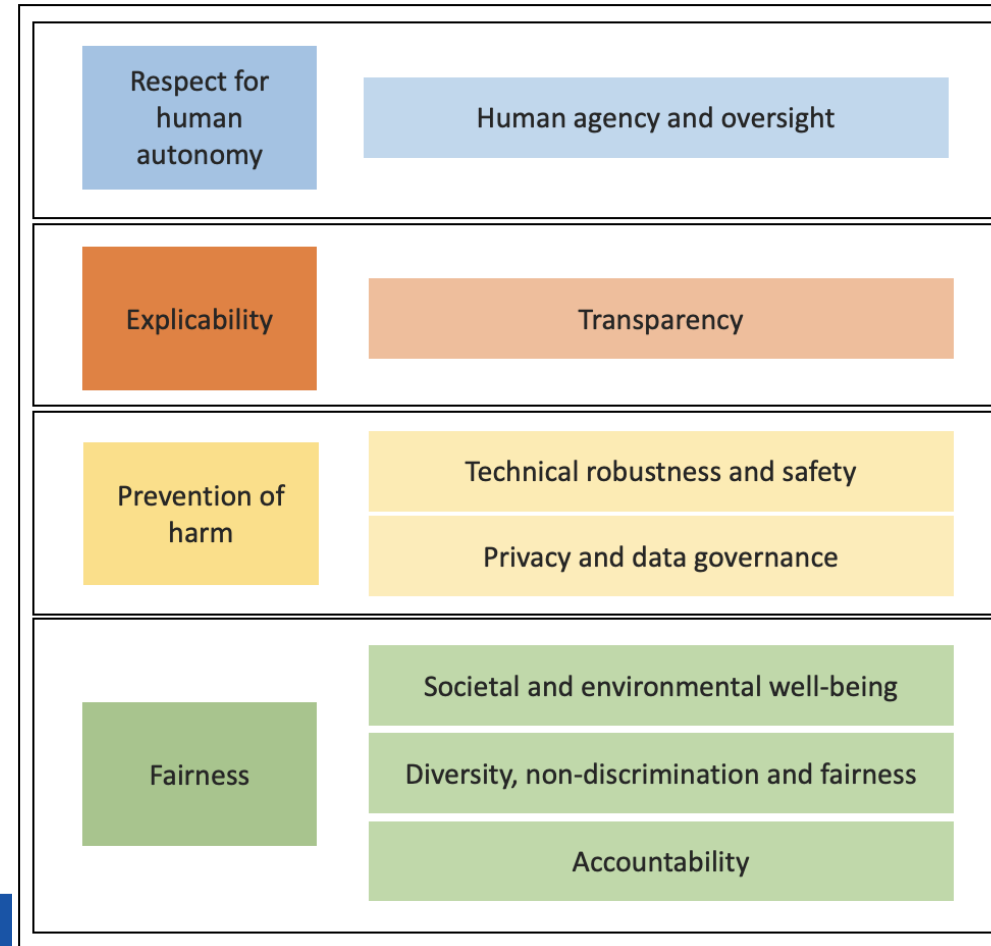 Respect for
human
autonomy
Human agency and oversight
Explicability
Transparency
Prevention of
harm
Technical robustness and safety
Privacy and data governance
Fairness
Societal and environmental well-being
Diversity, non-discrimination and fairness
Accountability